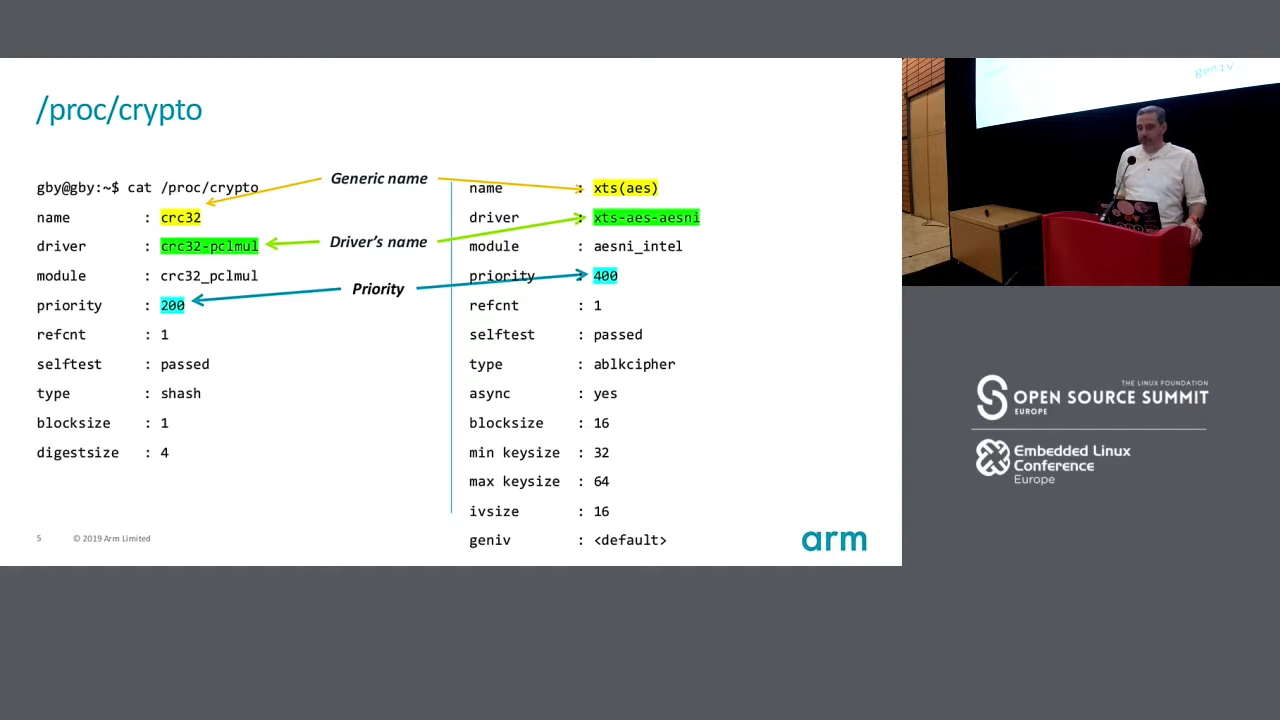 /proc/crypto
gby@gby:~$ cat /proc/crypto
name : crc32
driver : crc32-pclmul
module : crc32_pclmul
priority : 200
refcnt : 1
selftest : passed
type : shash
blocksize : 1
digestsize : 4
Generic name
Driver's name
Priority
name : xts(aes)
driver : xts-aes-aesni
module : aesni_intel
priority : 400
refcnt : 1
selftest : passed
type : ablkcipher
async : yes
blocksize : 16
min keysize : 32
max keysize : 64
ivsize : 16
geniv : <default>
5 © 2019 Arm Limited
arm
geniv
THE LINUX FOUNDATION
OPEN SOURCE SUMMIT
EUROPE
Embedded Linux
Conference
Europe